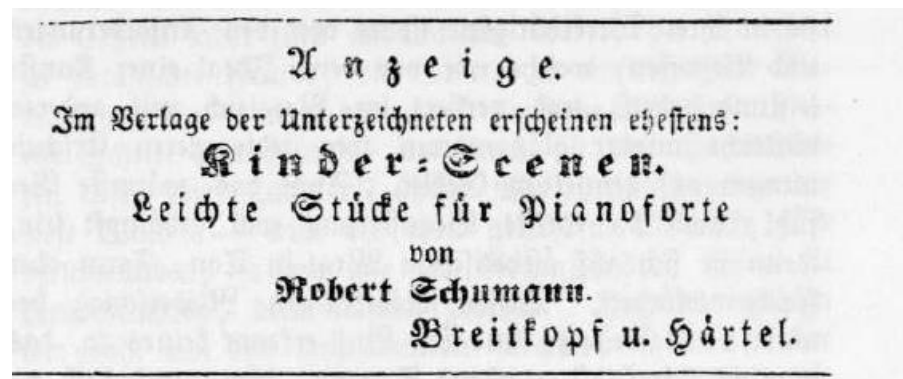 Anzeige.
Im Verlage der Unterzeichneten erscheinen ehestens:
Kinder-Scenen.
Leichte Stücke für Pianoforte
von
Robert Schumann.
Breitkopf u. Härtel.